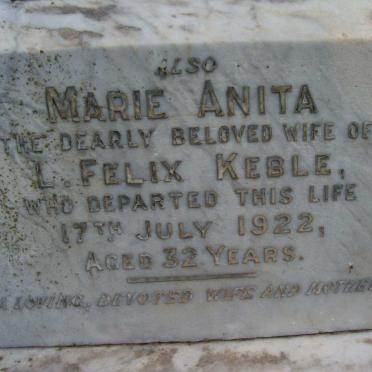 ALSO
MARIE ANITA
THE DEARLY BELOVED WIFE OF
L. FELIX KEBLE,
WHO DEPARTED THIS LIFE
17TH JULY 1922,
AGED 32 YEARS.
A LOVING, DEVOTED WIFE AND MOTHER